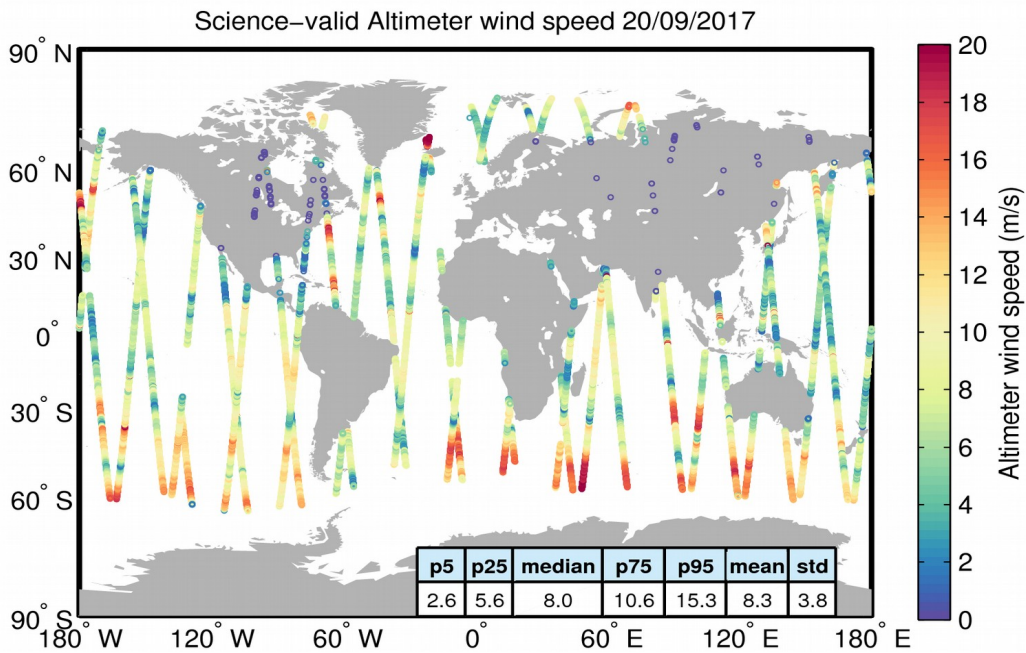 Science−valid Altimeter wind speed 20/09/2017
90° N
60° N
30° N
0°
30° S
60° S
90° S
180° W
120° W
60° W
0°
60° E
120° E
180° E
p5 p25 median p75 p95 mean std
2.6 5.6 8.0 10.6 15.3 8.3 3.8
20
18
16
14
12
10
8
6
4
2
0
Altimeter wind speed (m/s)